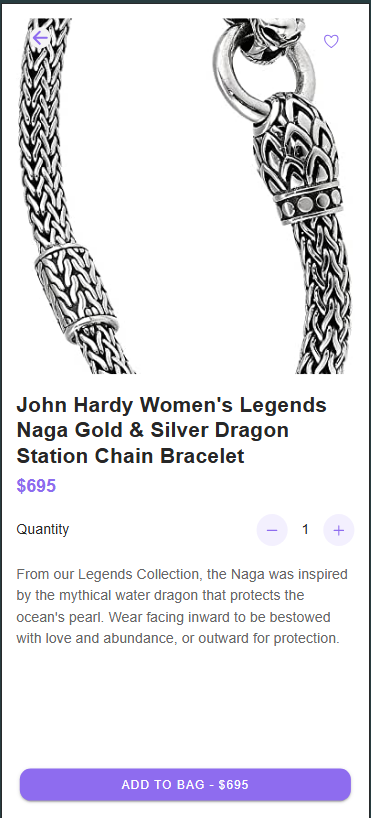 John Hardy Women's Legends
Naga Gold & Silver Dragon
Station Chain Bracelet
$695
Quantity
1
From our Legends Collection, the Naga was inspired
by the mythical water dragon that protects the
ocean's pearl. Wear facing inward to be bestowed
with love and abundance, or outward for protection.
ADD TO BAG - $695